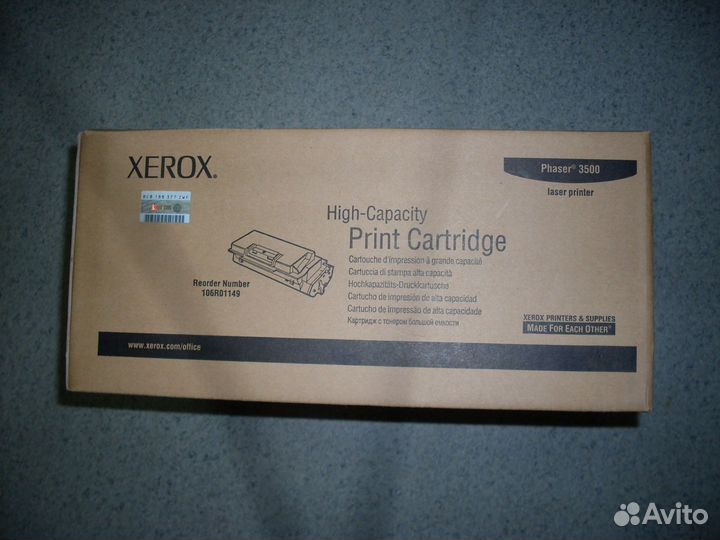 XEROX.
Phaser® 3500
laser printer
High-Capacity
Print Cartridge
Cartouche d'impression à grande capacité
Cartuccia di stampa alta capacità
Hochkapazitäts-Druckkartusche
Cartucho de impresión de alta capacidad
Cartucho de impressão de alta capacidade
Картридж с тонером большой емкости
Reorder Number
106R01149
XEROX PRINTERS & SUPPLIES
MADE FOR EACH OTHER®
www.xerox.com/office
Avito